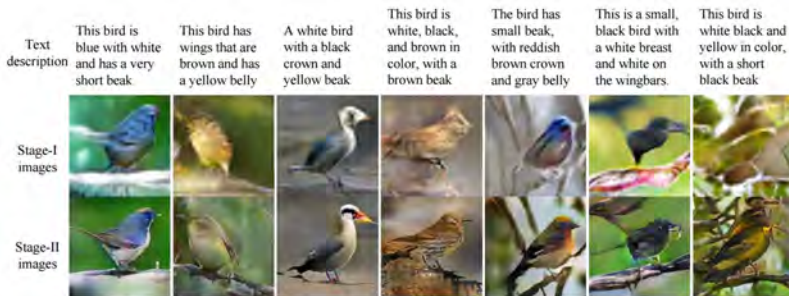 Text
description
This bird is
blue with white
and has a very
short beak
This bird has
wings that are
brown and has
a yellow belly
A white bird
with a black
crown and
yellow beak
This bird is
white, black,
and brown in
color, with a
brown beak
The bird has
small beak,
with reddish
brown crown
and gray belly
This is a small,
black bird with
a white breast
and white on
the wingbars.
This bird is
white black and
yellow in color,
with a short
black beak
Stage-I
images
Stage-II
images